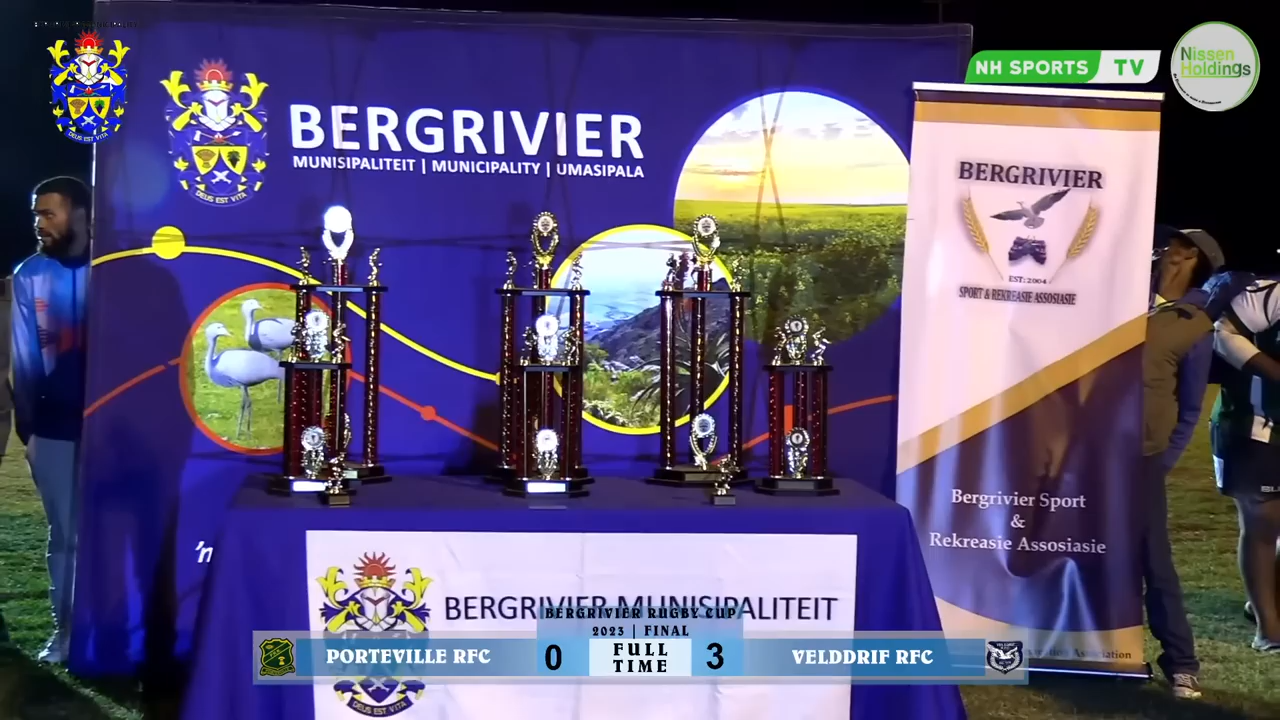 NH SPORTS TV
Nissen
Holdings
DEUS EST VITA
DEUS EST VITA
BERGRIVIER
MUNISIPALITEIT | MUNICIPALITY | UMASIPALA
BERGRIVIER
EST: 2004
SPORT & REKREASIE ASSOSIASIE
Bergrivier Sport
&
Rekreasie Assosiasie
'n
BERGRIVIER MUNISIPALITEIT
DEUS EST VITA
BERGRIVIER RUGBY CUP
2023 | FINAL
PORTEVILLE RFC 0 FULL TIME 3 VELDDRIF RFC
Association